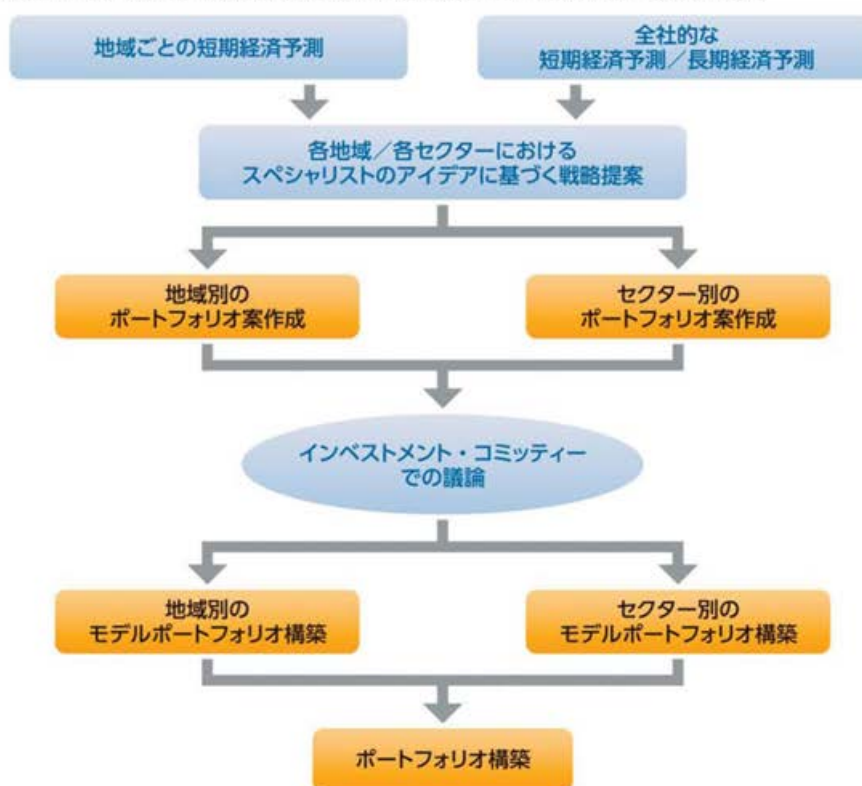 地域ごとの短期経済予測
全社的な
短期経済予測／長期経済予測
各地域／各セクターにおける
スペシャリストのアイデアに基づく戦略提案
地域別の
ポートフォリオ案作成
セクター別の
ポートフォリオ案作成
インベストメント・コミッティー
での議論
地域別の
モデルポートフォリオ構築
セクター別の
モデルポートフォリオ構築
ポートフォリオ構築